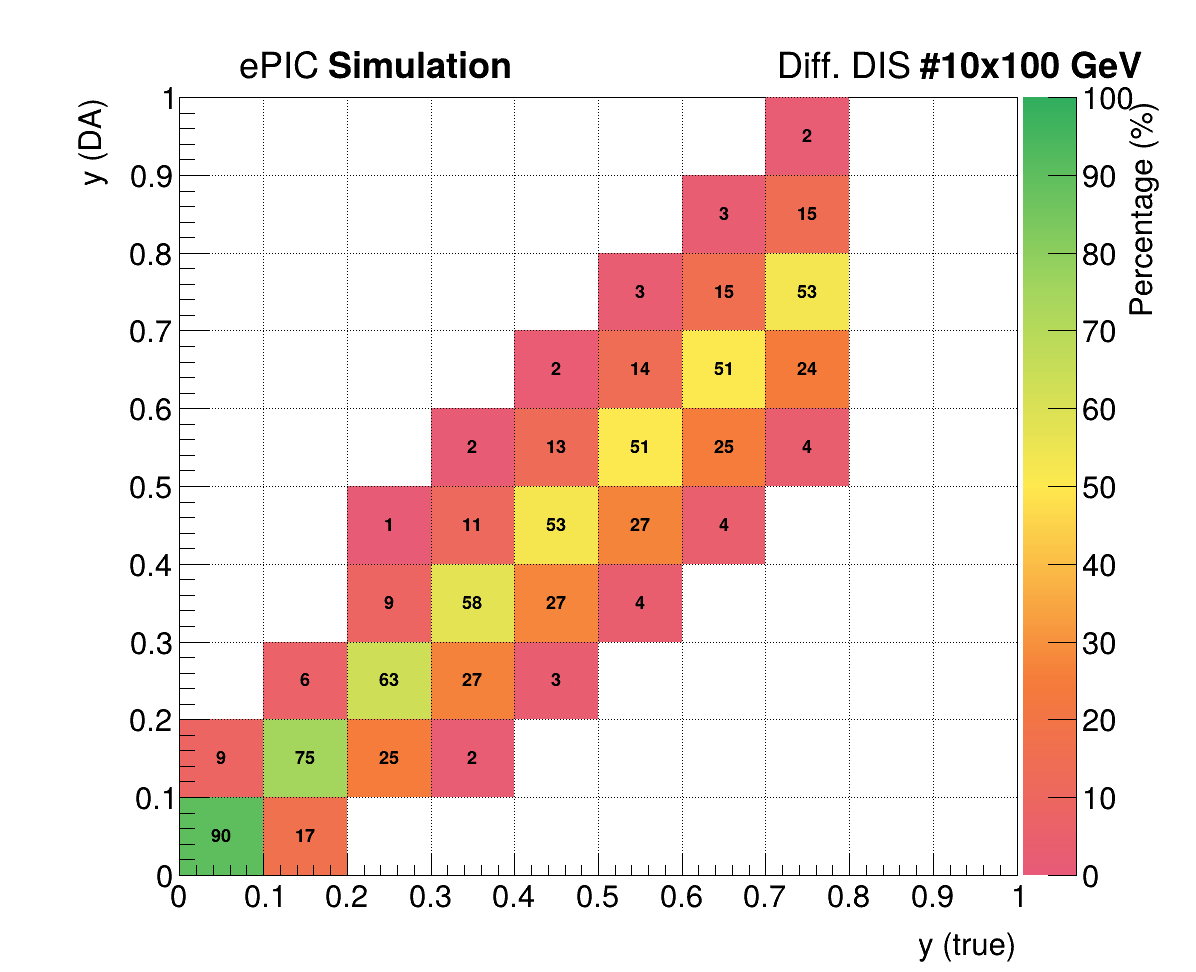 ePIC Simulation Diff. DIS #10x100 GeV
y (DA)
Percentage (%)
1 2 100
0.9 3 15 90
0.8 3 15 53 80
0.7 2 14 51 24 70
0.6 2 13 51 25 4 60
0.5 1 11 53 27 4 50
0.4 9 58 27 4 40
0.3 6 63 27 3 30
0.2 9 75 25 2 20
0.1 90 17 10
0 0
0 0.1 0.2 0.3 0.4 0.5 0.6 0.7 0.8 0.9 1
y (true)